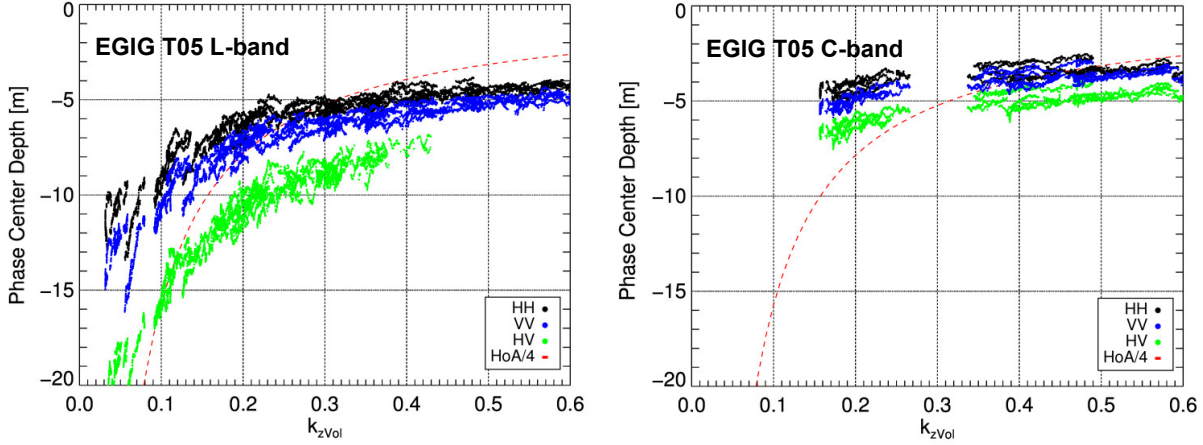 EGIG T05 L-band
Phase Center Depth [m]
0
−5
−10
−15
−20
HH
VV
HV
HoA/4
0.0 0.1 0.2 0.3 0.4 0.5 0.6
kzVol
EGIG T05 C-band
Phase Center Depth [m]
0
−5
−10
−15
−20
HH
VV
HV
HoA/4
0.0 0.1 0.2 0.3 0.4 0.5 0.6
kzVol